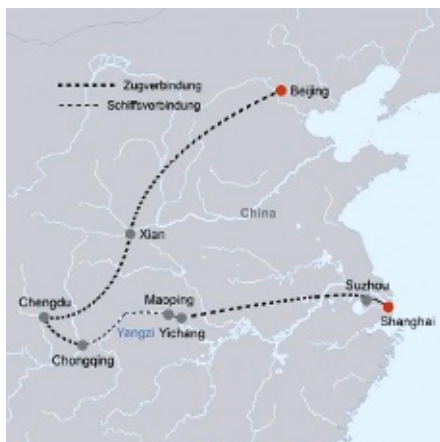 Zugverbindung
Beijing
Schiffsverbindung
China
Xian
Suzhou
Maoping
Chengdu
Shanghai
Yangzi
Yichang
Chongqing